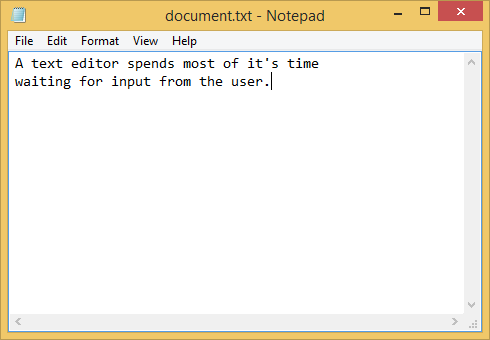 document.txt - Notepad
File Edit Format View Help
A text editor spends most of it's time
waiting for input from the user.